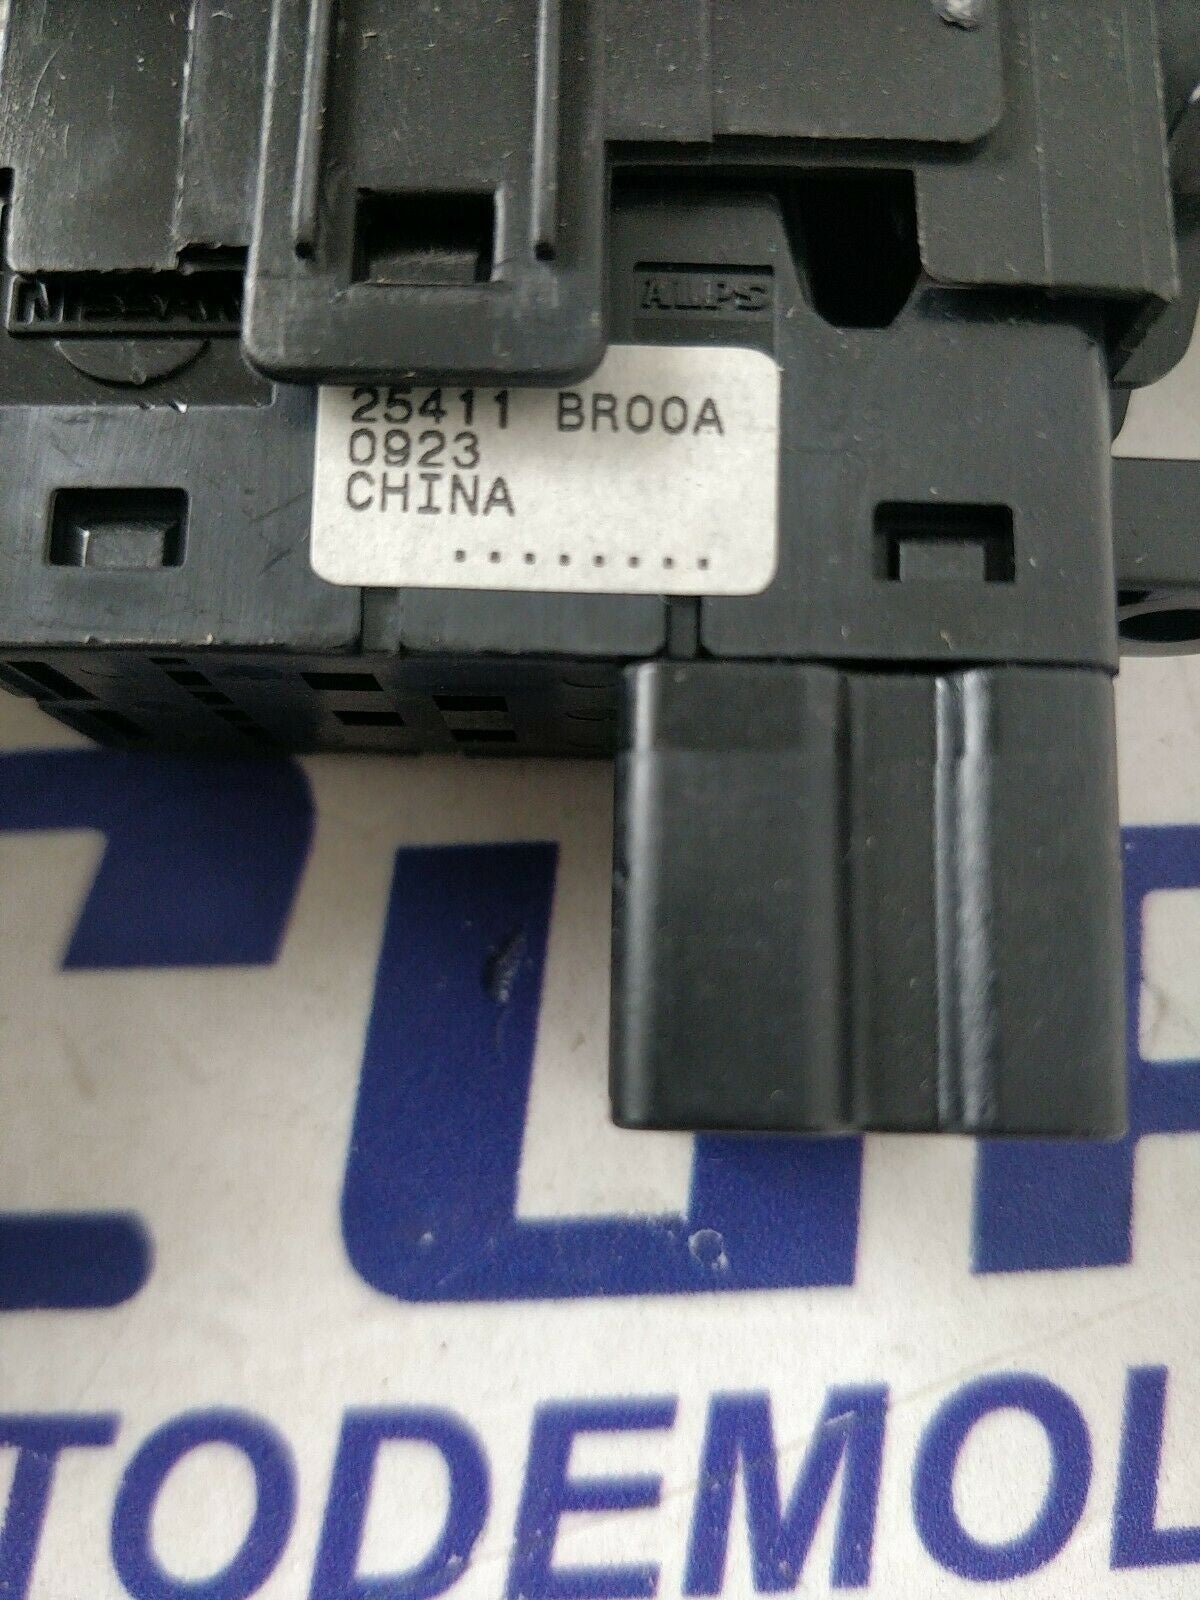 NISSAN
ALPS
25411 BR00A
0923
CHINA
........
TODEMOL